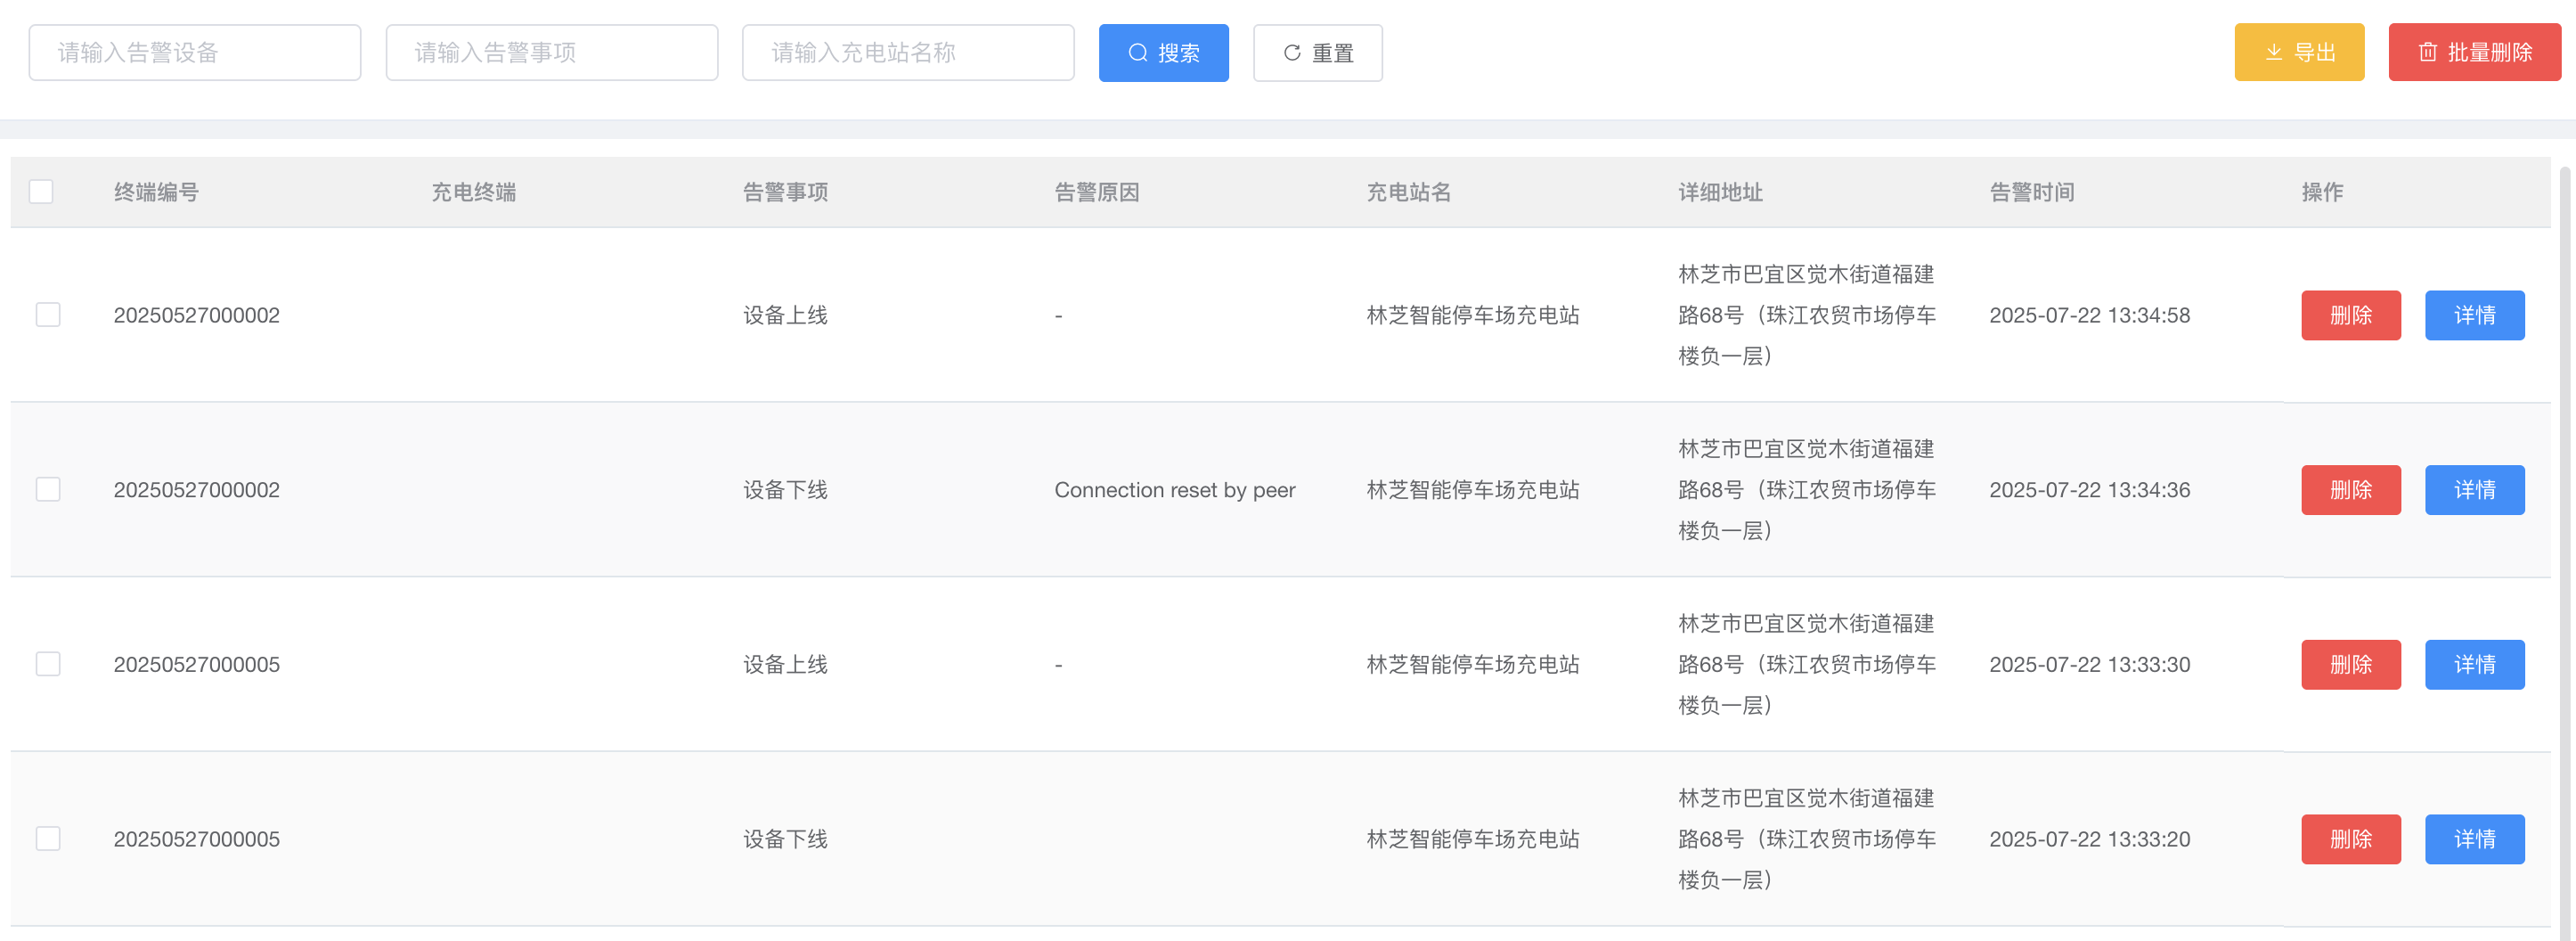 请输入告警设备 请输入告警事项 请输入充电站名称 搜索 重置 导出 批量删除
终端编号 充电终端 告警事项 告警原因 充电站名 详细地址 告警时间 操作
林芝市巴宜区觉木街道福建
20250527000002 设备上线 - 林芝智能停车场充电站 路68号（珠江农贸市场停车 2025-07-22 13:34:58 删除 详情
楼负一层）
林芝市巴宜区觉木街道福建
20250527000002 设备下线 Connection reset by peer 林芝智能停车场充电站 路68号（珠江农贸市场停车 2025-07-22 13:34:36 删除 详情
楼负一层）
林芝市巴宜区觉木街道福建
20250527000005 设备上线 - 林芝智能停车场充电站 路68号（珠江农贸市场停车 2025-07-22 13:33:30 删除 详情
楼负一层）
林芝市巴宜区觉木街道福建
20250527000005 设备下线 林芝智能停车场充电站 路68号（珠江农贸市场停车 2025-07-22 13:33:20 删除 详情
楼负一层）